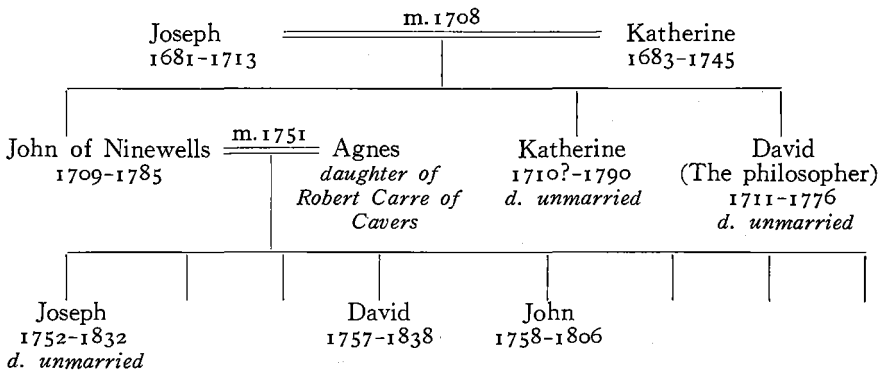 m. 1708
Joseph
1681–1713
Katherine
1683–1745
John of Ninewells
1709–1785
m. 1751
Agnes
daughter of
Robert Carre of
Cavers
Katherine
1710?–1790
d. unmarried
David
(The philosopher)
1711–1776
d. unmarried
Joseph
1752–1832
d. unmarried
David
1757–1838
John
1758–1806